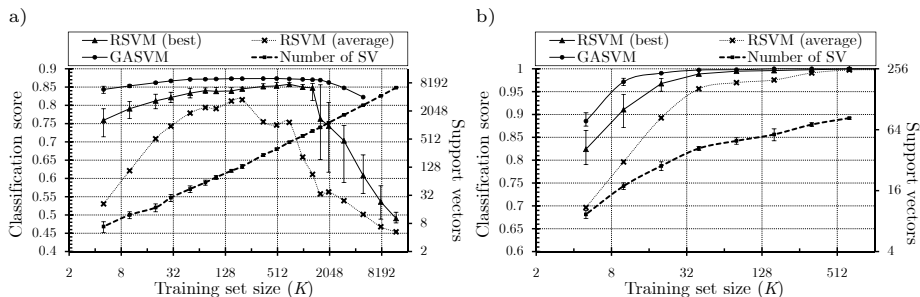 a)
RSVM (best)
RSVM (average)
GASVM
Number of SV
0.9
0.85
0.8
0.75
0.7
0.65
0.6
0.55
0.5
0.45
0.4
Classification score
8192
2048
512
128
32
8
2
Support vectors
2 8 32 128 512 2048 8192
Training set size (K)
b)
RSVM (best)
RSVM (average)
GASVM
Number of SV
1
0.95
0.9
0.85
0.8
0.75
0.7
0.65
0.6
Classification score
256
64
16
4
Support vectors
2 8 32 128 512
Training set size (K)